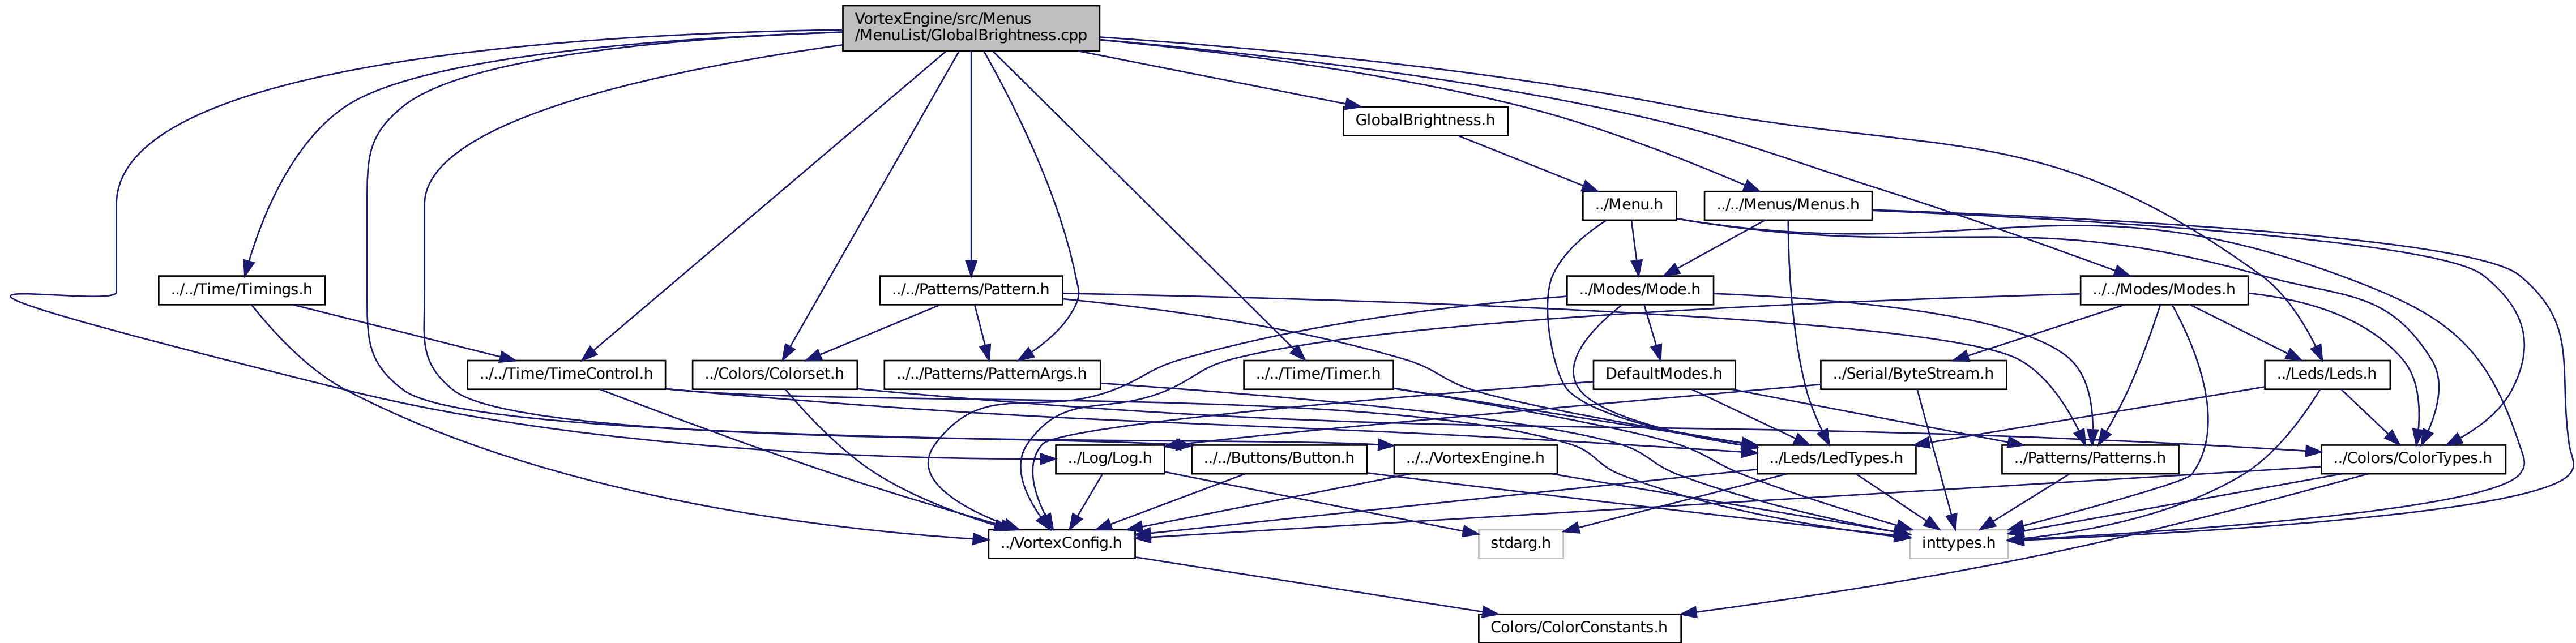 VortexEngine/src/Menus
/MenuList/GlobalBrightness.cpp
GlobalBrightness.h
../Menu.h
../../Menus/Menus.h
../../Time/Timings.h
../../Patterns/Pattern.h
../Modes/Mode.h
../../Modes/Modes.h
../../Time/TimeControl.h
../Colors/Colorset.h
../../Patterns/PatternArgs.h
../../Time/Timer.h
DefaultModes.h
../Serial/ByteStream.h
../Leds/Leds.h
../Log/Log.h
../../Buttons/Button.h
../../VortexEngine.h
../Leds/LedTypes.h
../Patterns/Patterns.h
../Colors/ColorTypes.h
../VortexConfig.h
stdarg.h
inttypes.h
Colors/ColorConstants.h